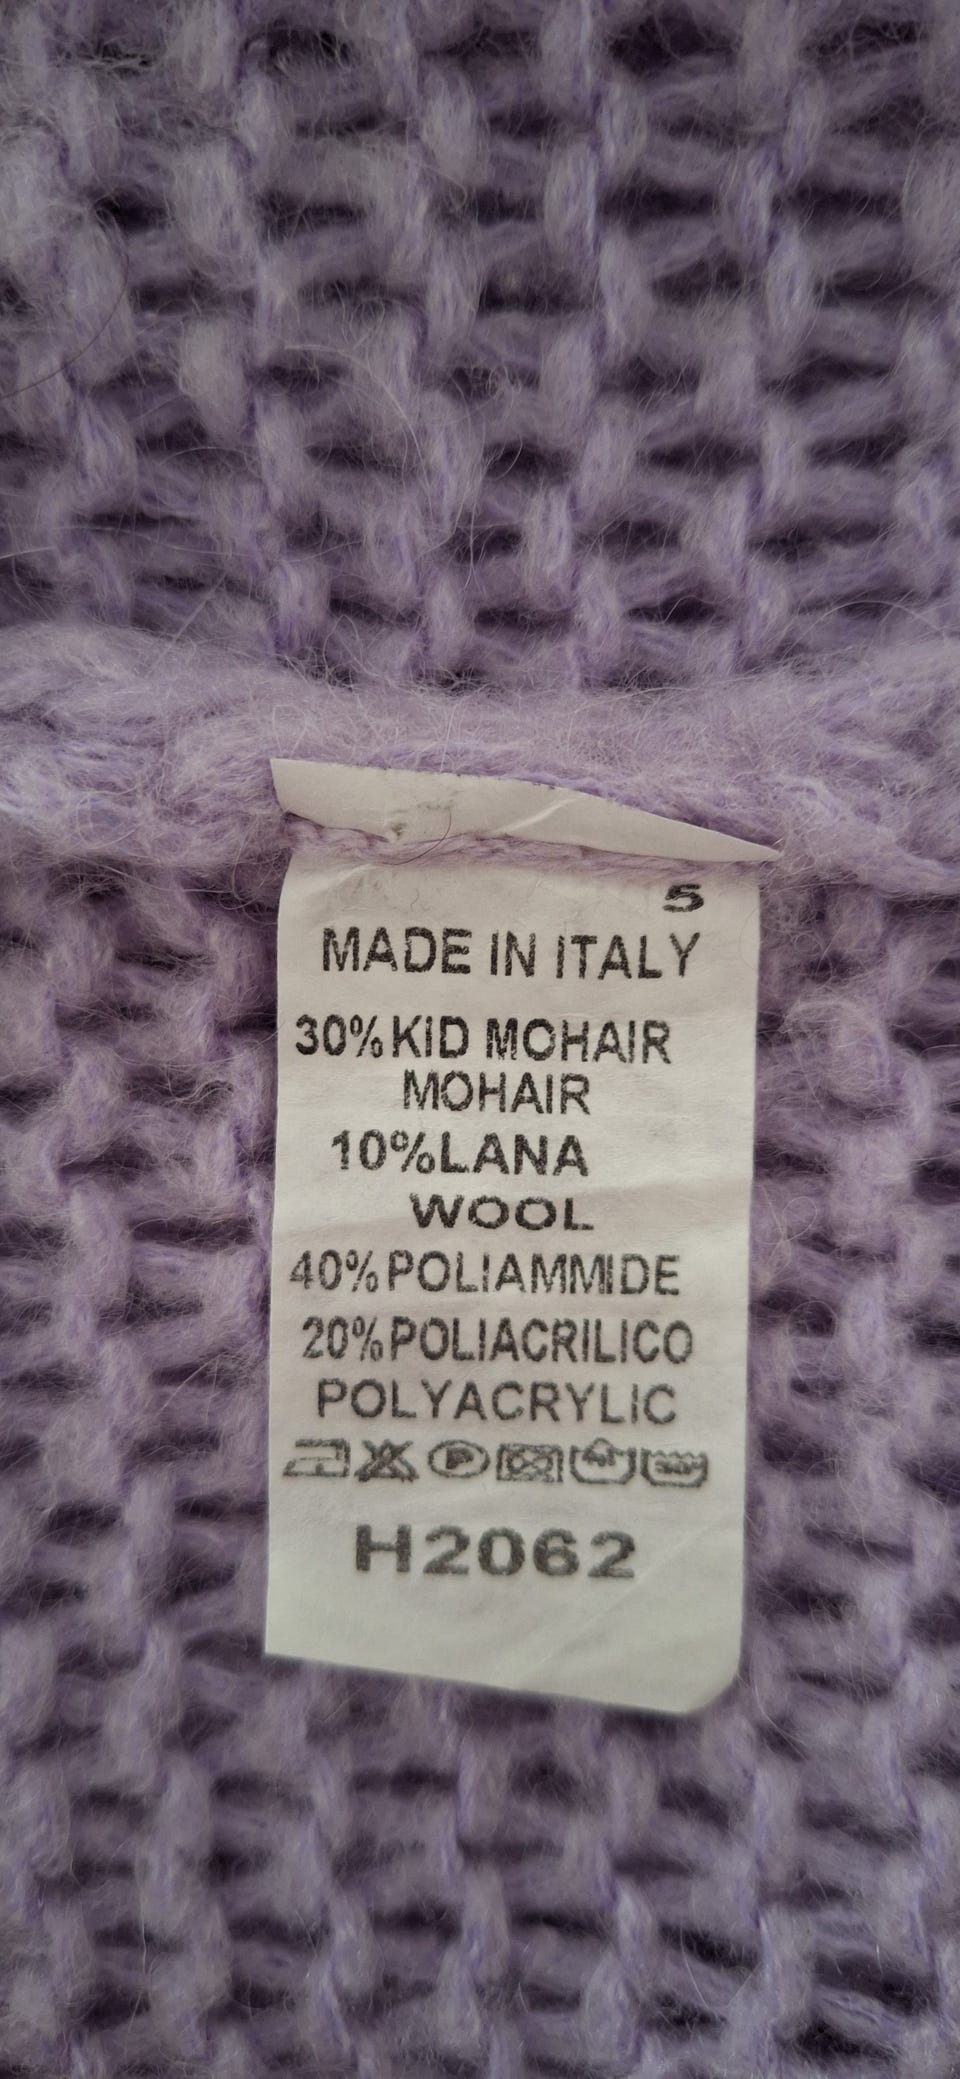 5
MADE IN ITALY
30% KID MOHAIR
MOHAIR
10% LANA
WOOL
40% POLIAMMIDE
20% POLIACRILICO
POLYACRYLIC
P
H2062